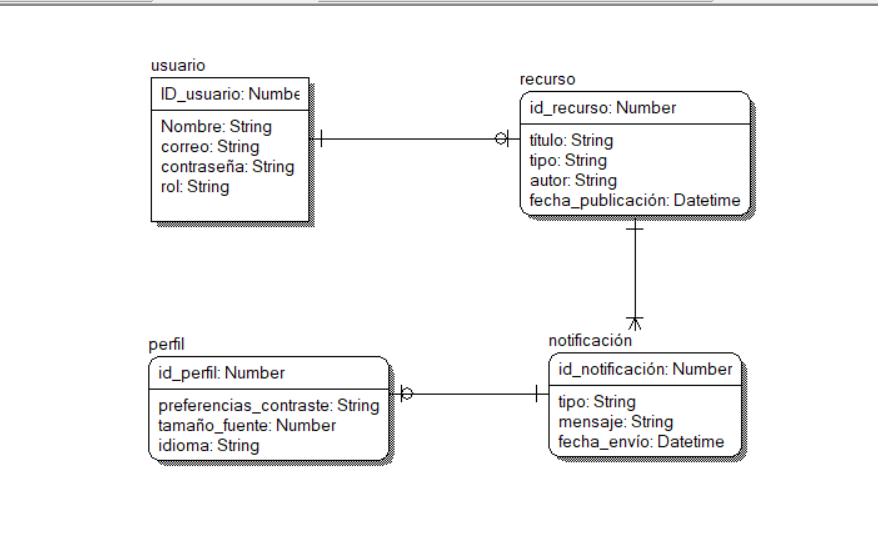 usuario
ID_usuario: Numbe
Nombre: String
correo: String
contraseña: String
rol: String
recurso
id_recurso: Number
título: String
tipo: String
autor: String
fecha_publicación: Datetime
perfil
id_perfil: Number
preferencias_contraste: String
tamaño_fuente: Number
idioma: String
notificación
id_notificación: Number
tipo: String
mensaje: String
fecha_envío: Datetime